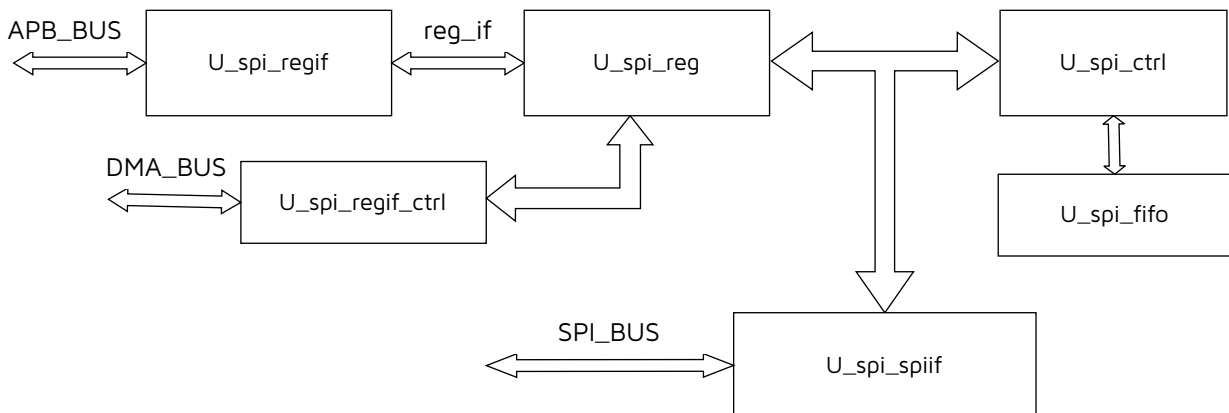 APB_BUS
U_spi_regif
reg_if
U_spi_reg
U_spi_ctrl
DMA_BUS
U_spi_regif_ctrl
U_spi_fifo
SPI_BUS
U_spi_spiif